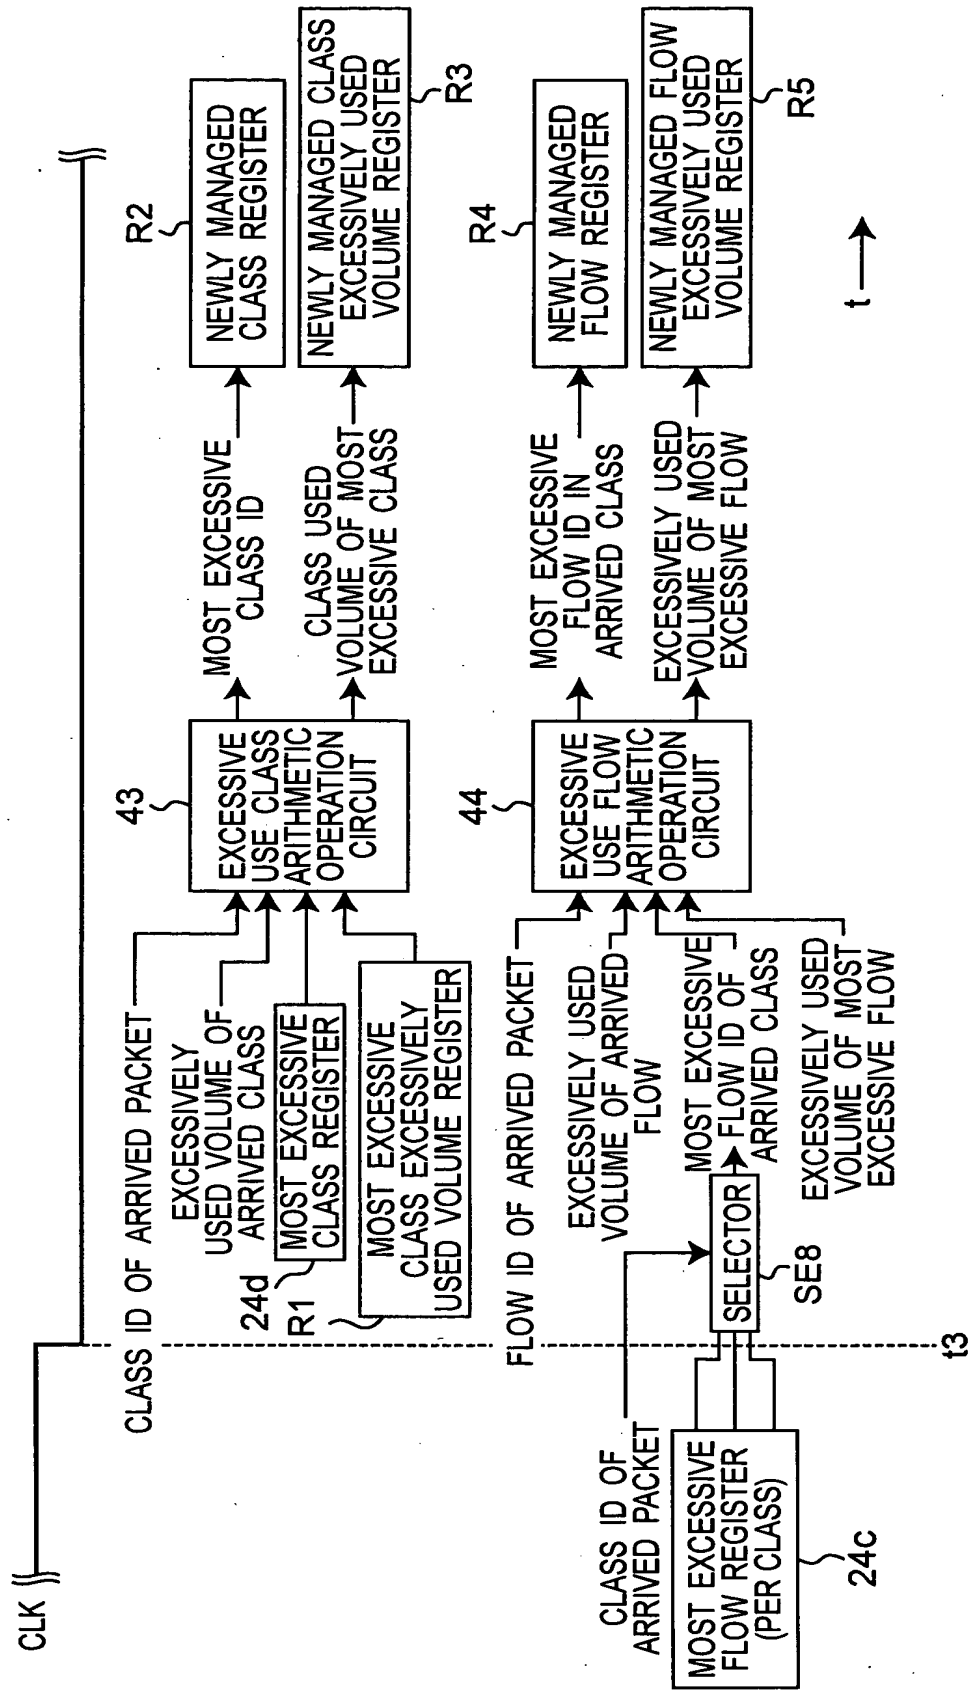 CLK
CLASS ID OF ARRIVED PACKET
EXCESSIVELY
USED VOLUME OF
ARRIVED CLASS
24d
MOST EXCESSIVE
CLASS REGISTER
R1
MOST EXCESSIVE
CLASS EXCESSIVELY
USED VOLUME REGISTER
43
EXCESSIVE
USE CLASS
ARITHMETIC
OPERATION
CIRCUIT
MOST EXCESSIVE
CLASS ID
CLASS USED
VOLUME OF MOST
EXCESSIVE CLASS
R2
NEWLY MANAGED
CLASS REGISTER
NEWLY MANAGED CLASS
EXCESSIVELY USED
VOLUME REGISTER
R3
FLOW ID OF ARRIVED PACKET
EXCESSIVELY USED
VOLUME OF ARRIVED
FLOW
CLASS ID OF
ARRIVED PACKET
MOST EXCESSIVE
FLOW REGISTER
(PER CLASS)
24c
SELECTOR
SE8
MOST EXCESSIVE
FLOW ID OF
ARRIVED CLASS
EXCESSIVELY USED
VOLUME OF MOST
EXCESSIVE FLOW
44
EXCESSIVE
USE FLOW
ARITHMETIC
OPERATION
CIRCUIT
MOST EXCESSIVE
FLOW ID IN
ARRIVED CLASS
EXCESSIVELY USED
VOLUME OF MOST
EXCESSIVE FLOW
R4
NEWLY MANAGED
FLOW REGISTER
NEWLY MANAGED FLOW
EXCESSIVELY USED
VOLUME REGISTER
R5
t3
t